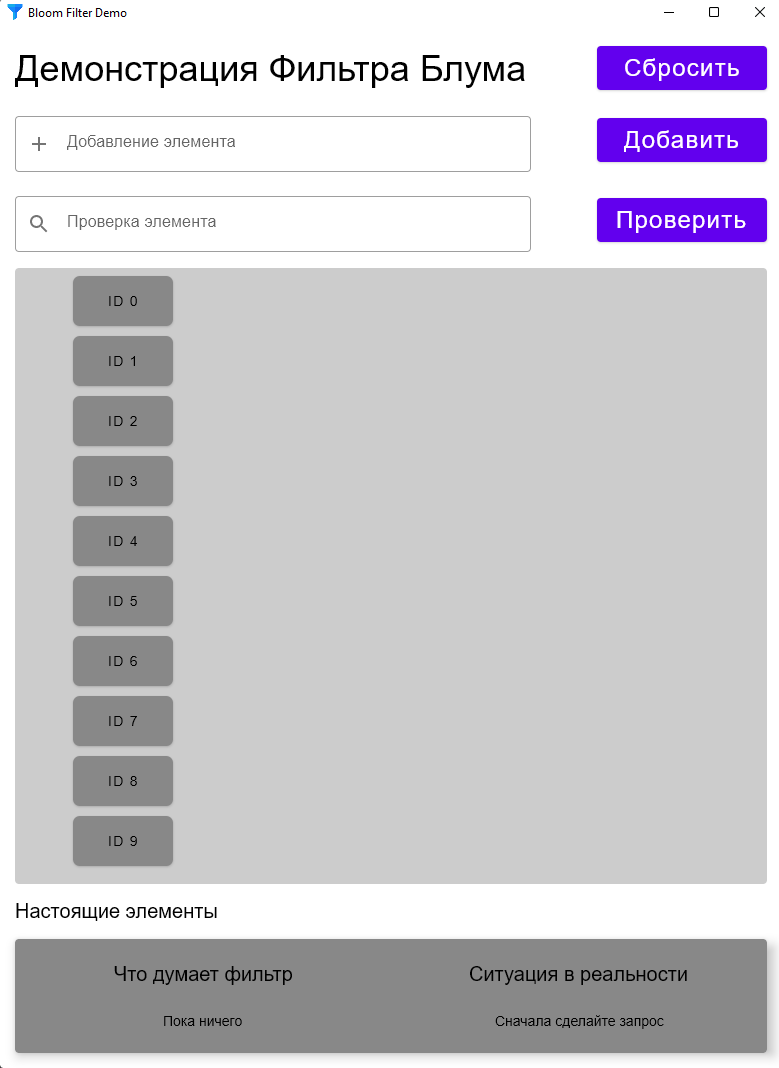 Bloom Filter Demo
Демонстрация Фильтра Блума
Сбросить
Добавление элемента
Добавить
Проверка элемента
Проверить
ID 0
ID 1
ID 2
ID 3
ID 4
ID 5
ID 6
ID 7
ID 8
ID 9
Настоящие элементы
Что думает фильтр
Ситуация в реальности
Пока ничего
Сначала сделайте запрос